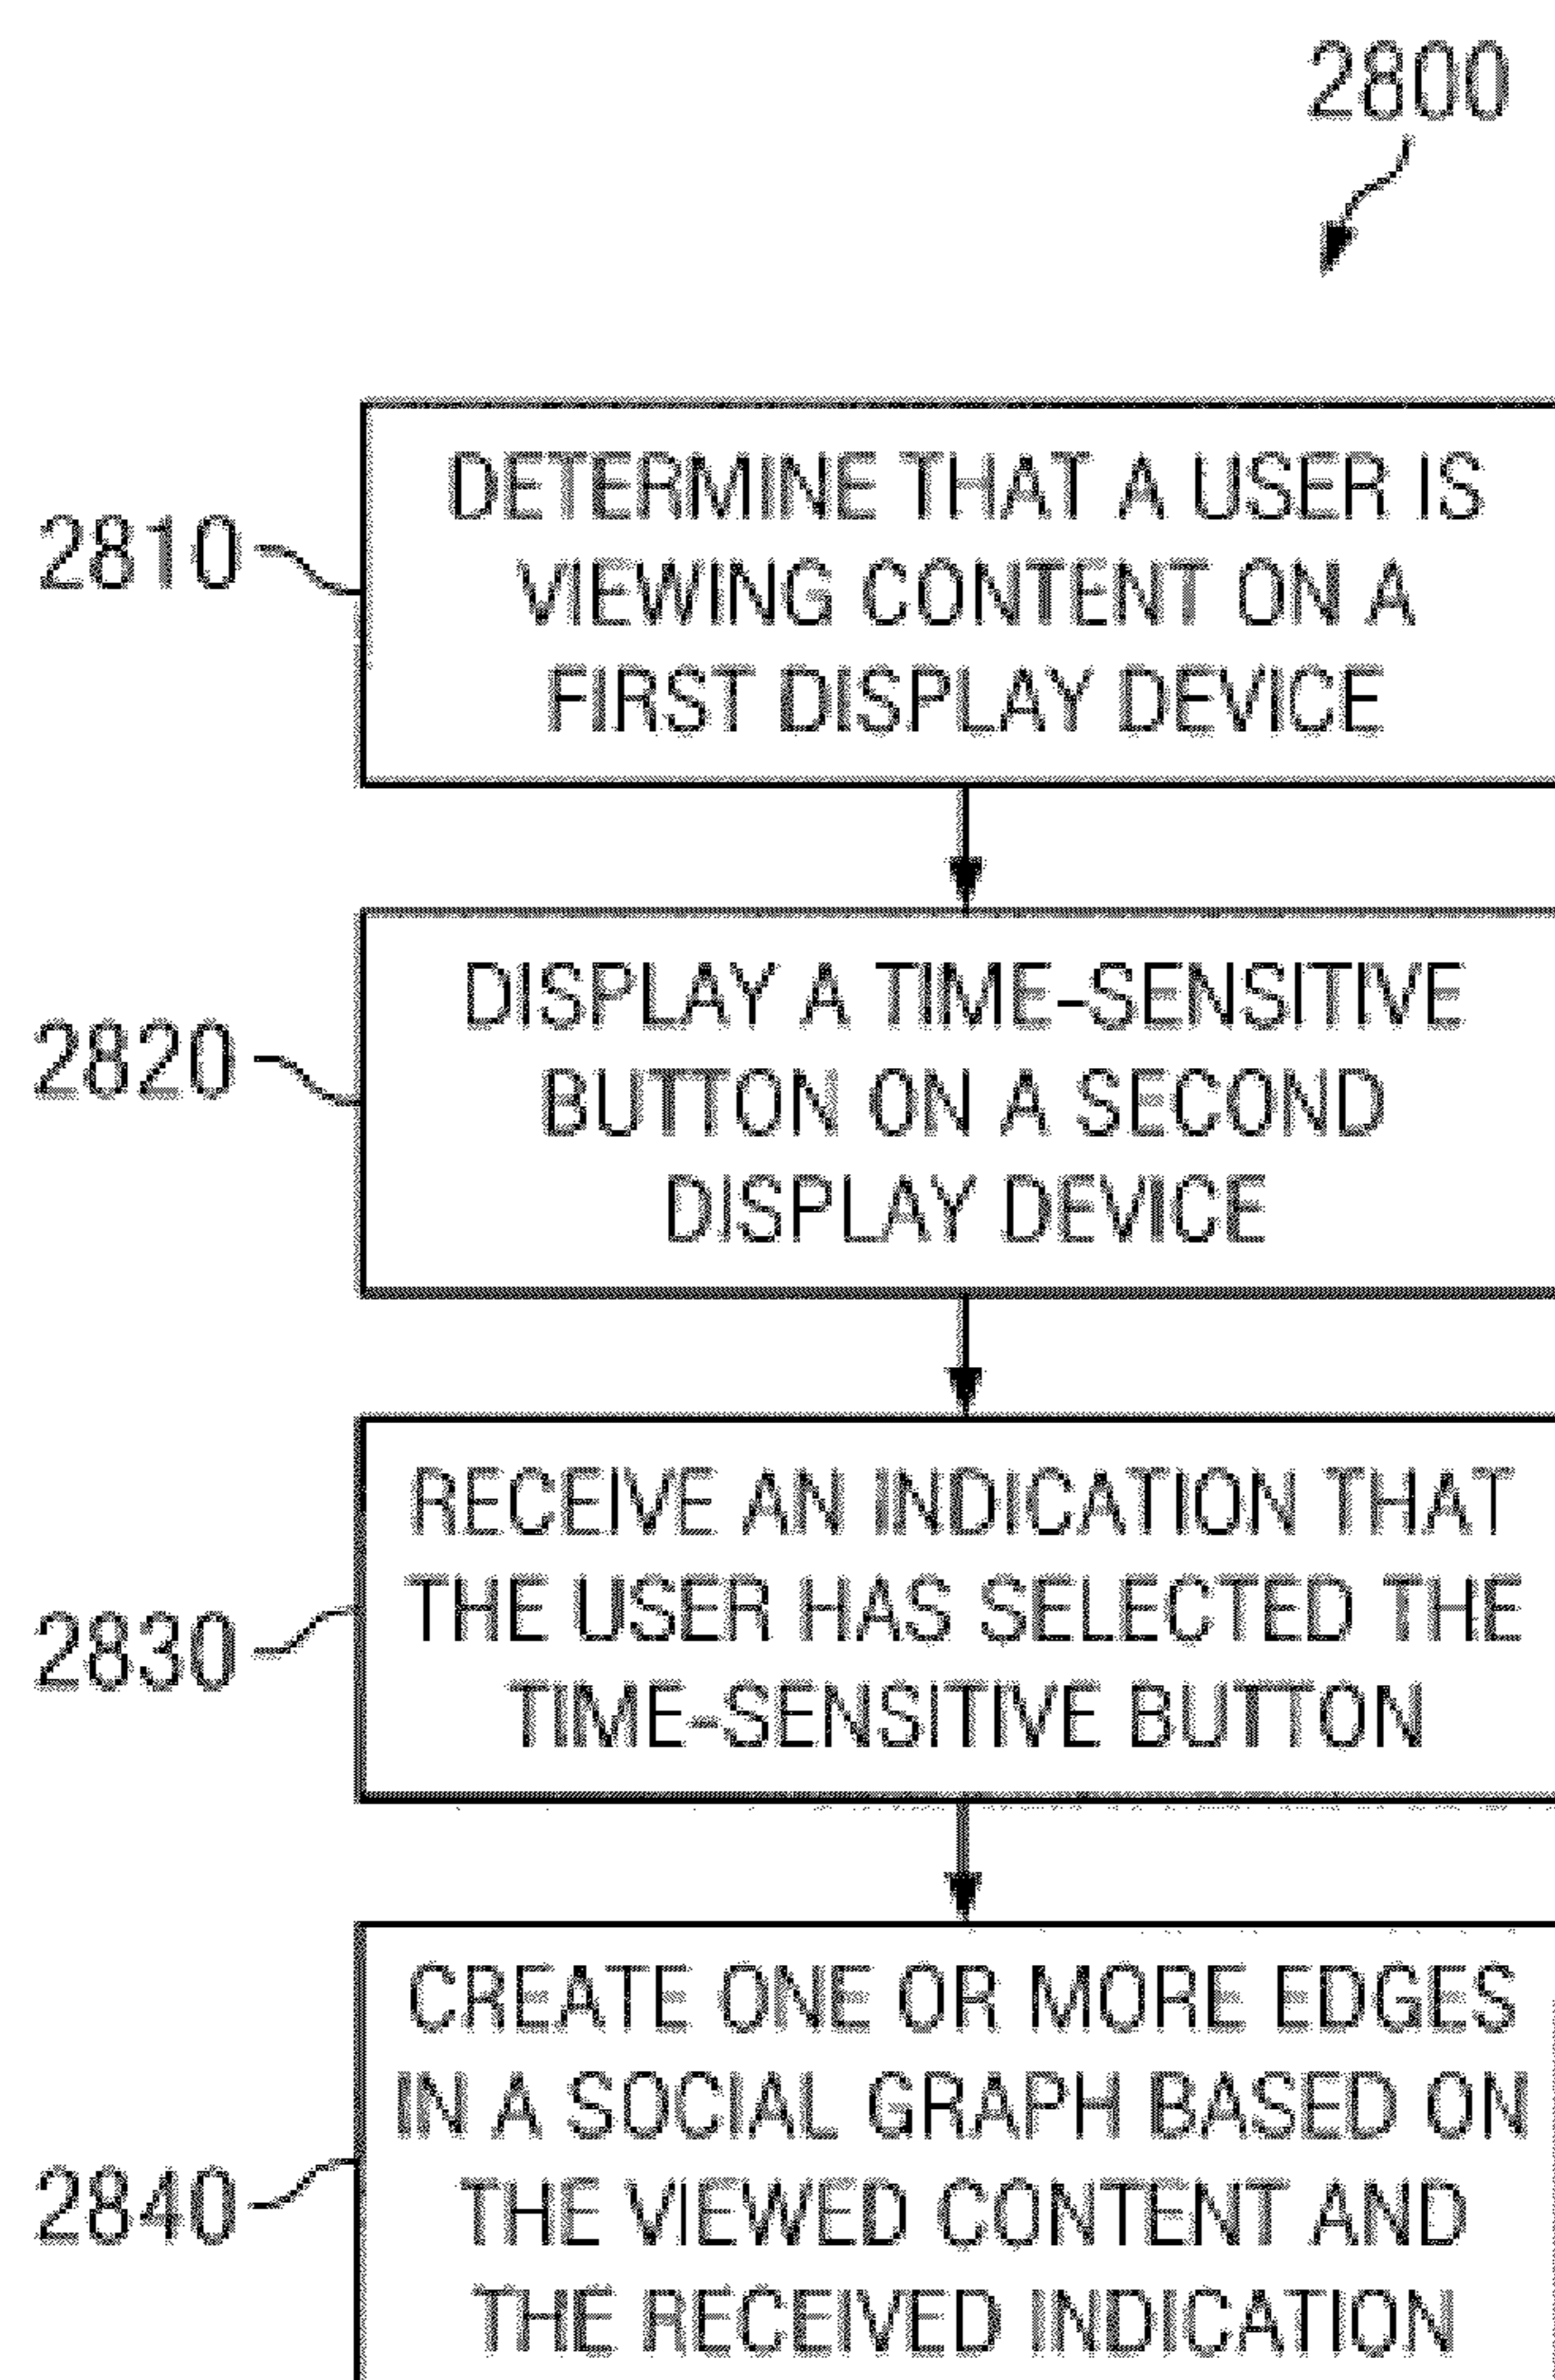 2800
2810
DETERMINE THAT A USER IS
VIEWING CONTENT ON A
FIRST DISPLAY DEVICE
2820
DISPLAY A TIME-SENSITIVE
BUTTON ON A SECOND
DISPLAY DEVICE
2830
RECEIVE AN INDICATION THAT
THE USER HAS SELECTED THE
TIME-SENSITIVE BUTTON
2840
CREATE ONE OR MORE EDGES
IN A SOCIAL GRAPH BASED ON
THE VIEWED CONTENT AND
THE RECEIVED INDICATION